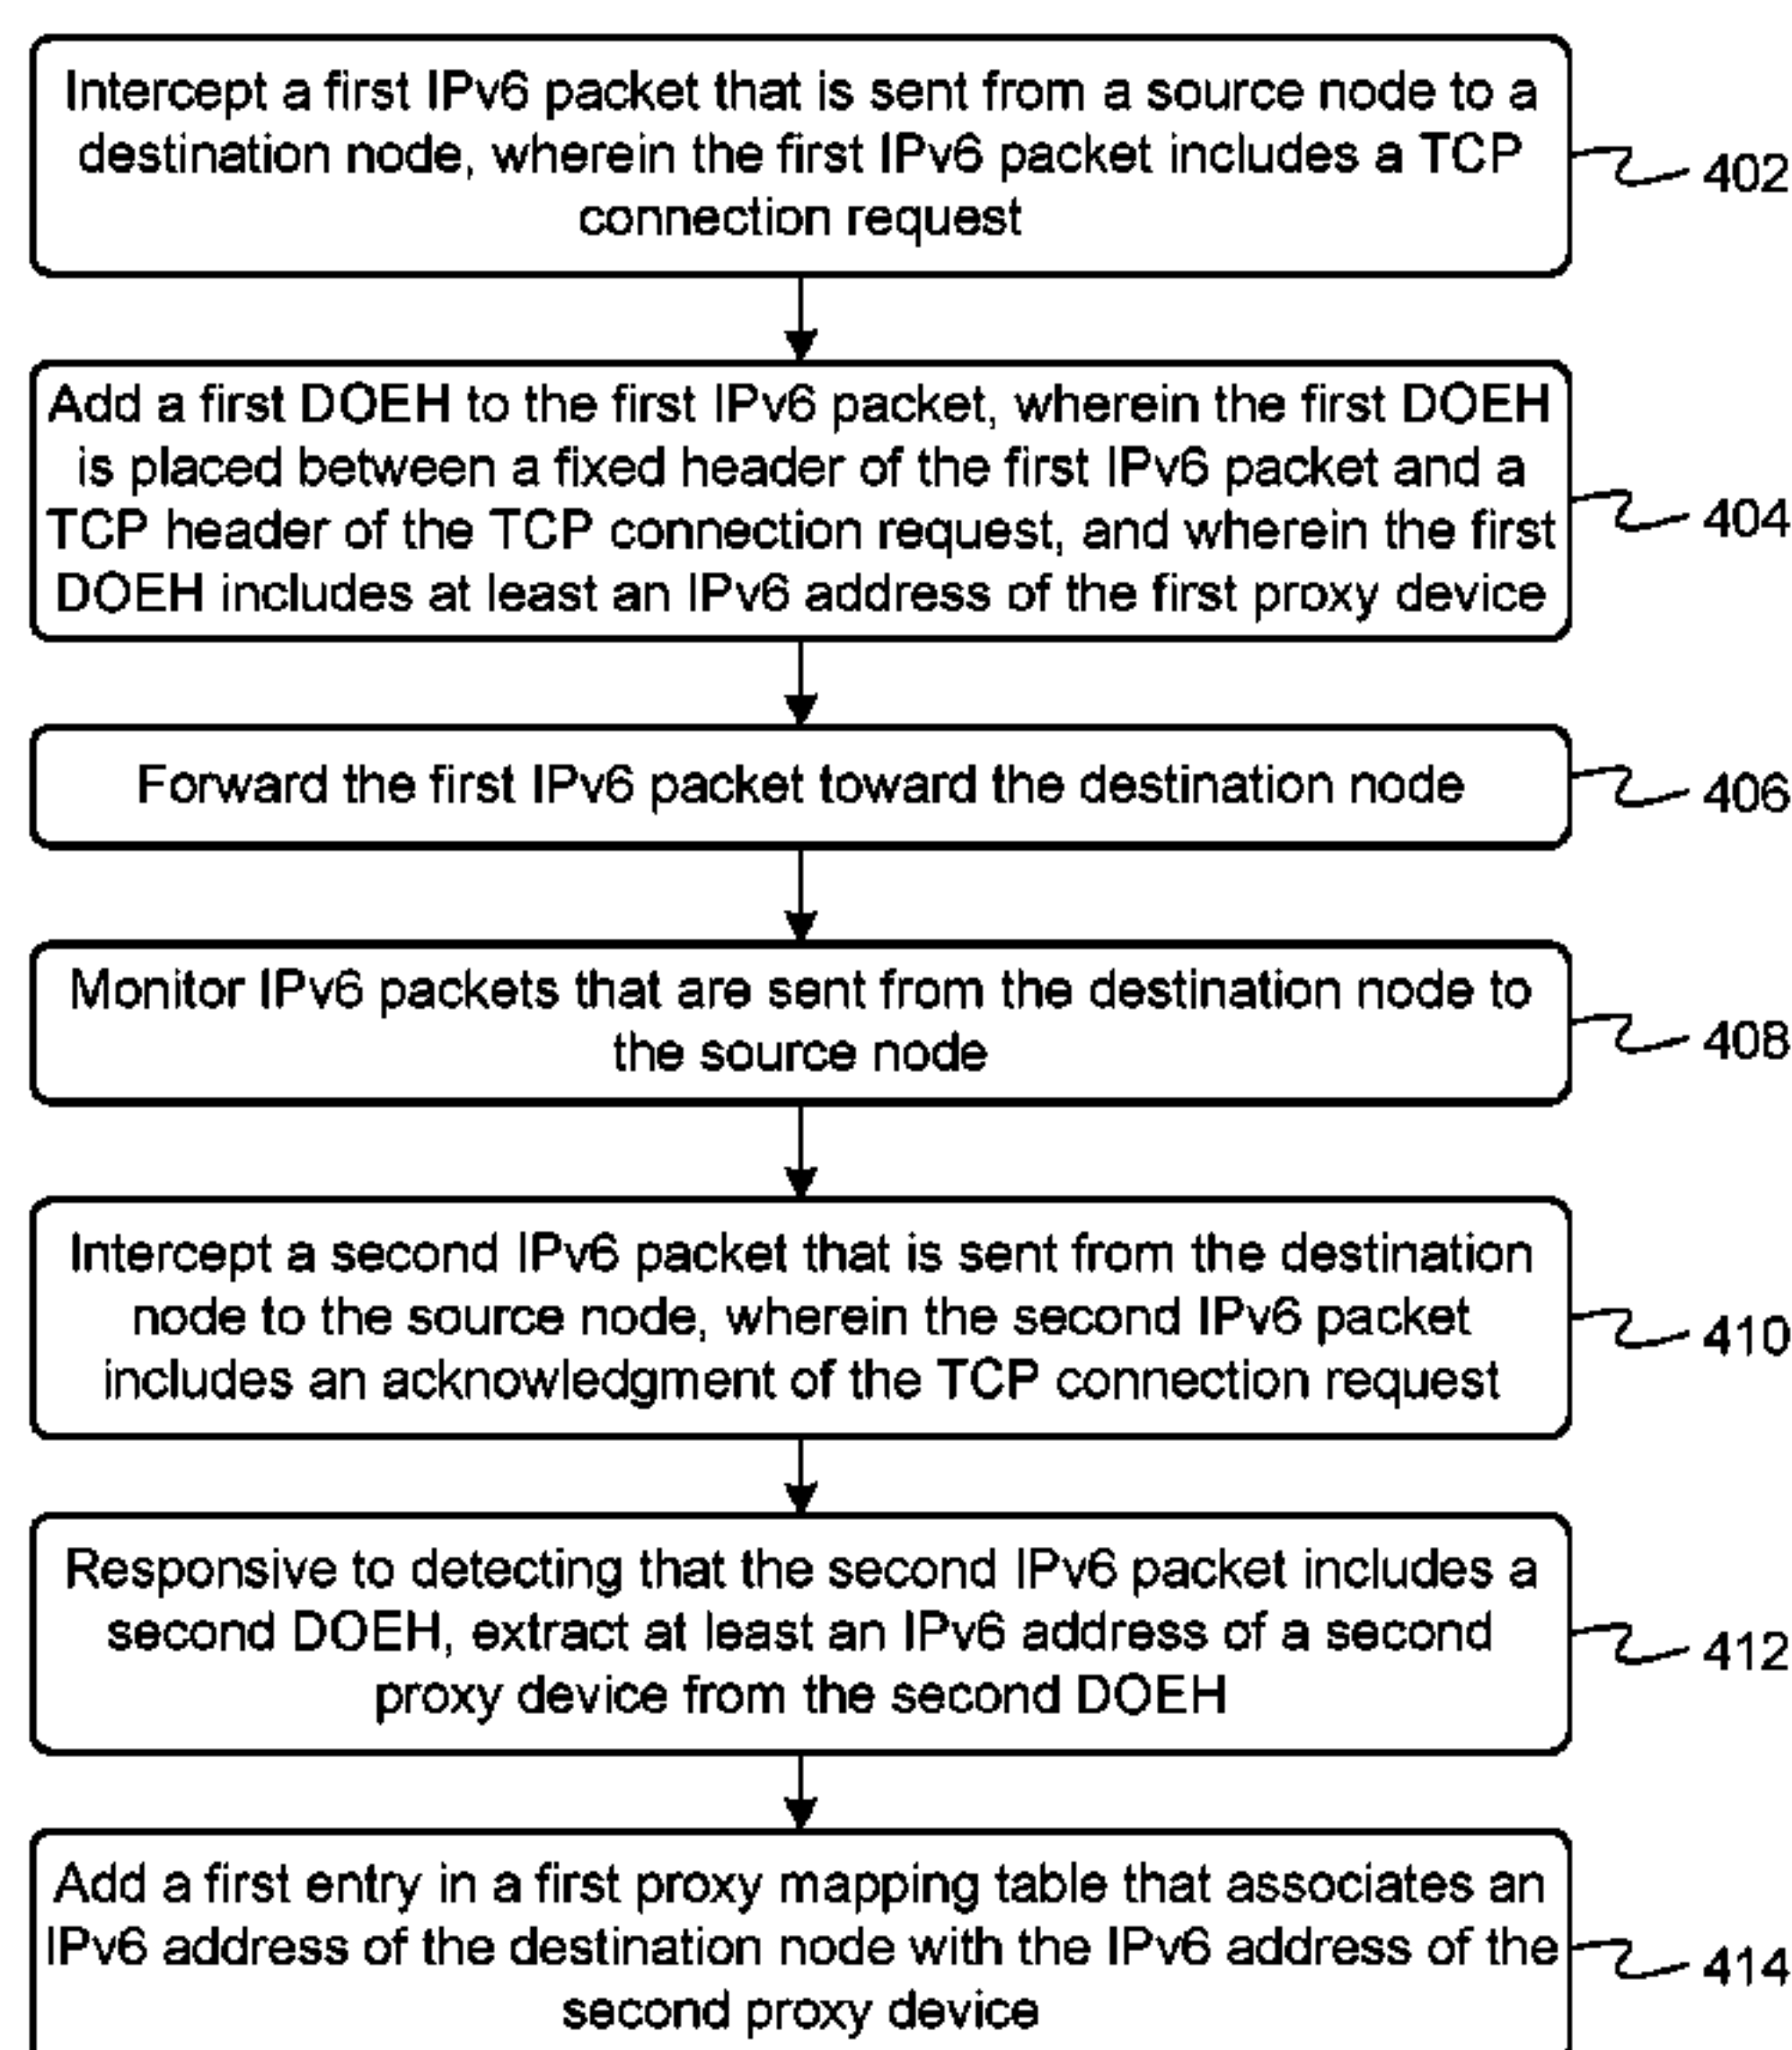 Intercept a first IPv6 packet that is sent from a source node to a
destination node, wherein the first IPv6 packet includes a TCP
connection request
402
Add a first DOEH to the first IPv6 packet, wherein the first DOEH
is placed between a fixed header of the first IPv6 packet and a
TCP header of the TCP connection request, and wherein the first
DOEH includes at least an IPv6 address of the first proxy device
404
Forward the first IPv6 packet toward the destination node
406
Monitor IPv6 packets that are sent from the destination node to
the source node
408
Intercept a second IPv6 packet that is sent from the destination
node to the source node, wherein the second IPv6 packet
includes an acknowledgment of the TCP connection request
410
Responsive to detecting that the second IPv6 packet includes a
second DOEH, extract at least an IPv6 address of a second
proxy device from the second DOEH
412
Add a first entry in a first proxy mapping table that associates an
IPv6 address of the destination node with the IPv6 address of the
second proxy device
414